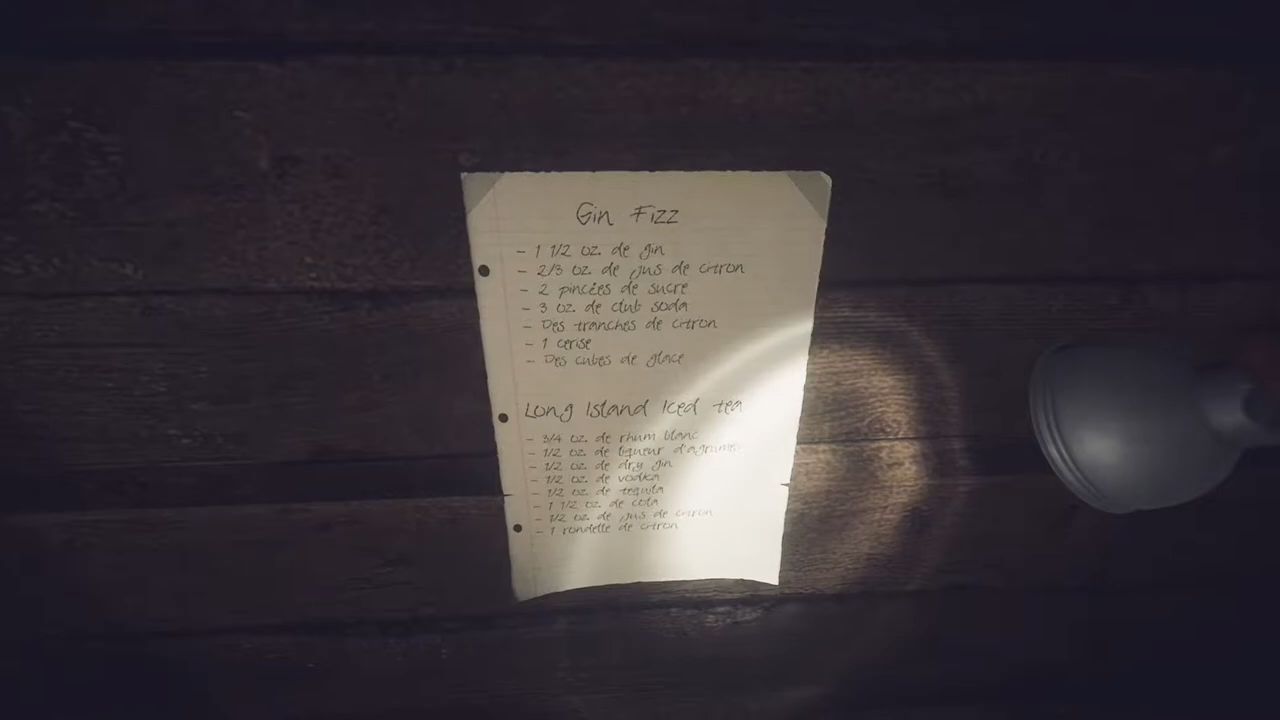 Gin Fizz
- 1 1/2 oz. de gin
- 2/3 oz. de jus de citron
- 2 pincées de sucre
- 3 oz. de club soda
- Des tranches de citron
- 1 cerise
- Des cubes de glace
Long Island Iced tea
- 3/4 oz. de rhum blanc
- 1/2 oz. de liqueur d'agrumes
- 1/2 oz. de dry gin
- 1/2 oz. de vodka
- 1/2 oz. de tequila
- 1 1/2 oz. de cola
- 1/2 oz. de jus de citron
- 1 rondelle de citron